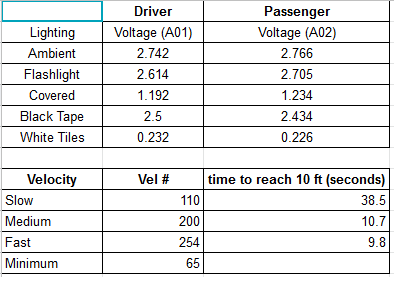 Driver Passenger
Lighting Voltage (A01) Voltage (A02)
Ambient 2.742 2.766
Flashlight 2.614 2.705
Covered 1.192 1.234
Black Tape 2.5 2.434
White Tiles 0.232 0.226
Velocity Vel # time to reach 10 ft (seconds)
Slow 110 38.5
Medium 200 10.7
Fast 254 9.8
Minimum 65